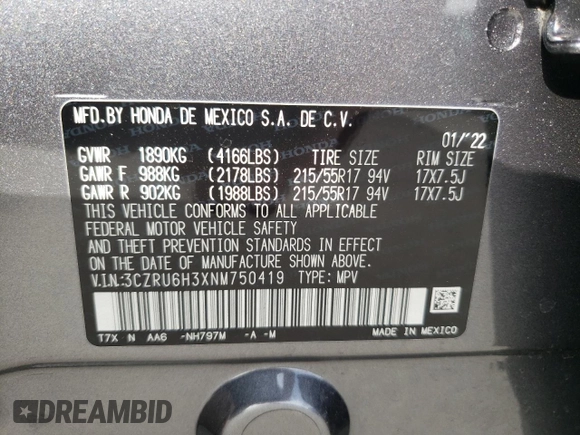 MFD.BY HONDA DE MEXICO S.A. DE C.V.
01/'22
GVWR 1890KG (4166LBS) TIRE SIZE RIM SIZE
GAWR F 988KG (2178LBS) 215/55R17 94V 17X7.5J
GAWR R 902KG (1988LBS) 215/55R17 94V 17X7.5J
THIS VEHICLE CONFORMS TO ALL APPLICABLE
FEDERAL MOTOR VEHICLE SAFETY
AND THEFT PREVENTION STANDARDS IN EFFECT
ON THE DATE OF MANUFACTURE SHOWN ABOVE.
V.I.N.:3CZRU6H3XNM750419 TYPE: MPV
T7X N AA6 -NH797M -A -M
MADE IN MEXICO
DREAMBID
DREAMBID.COM